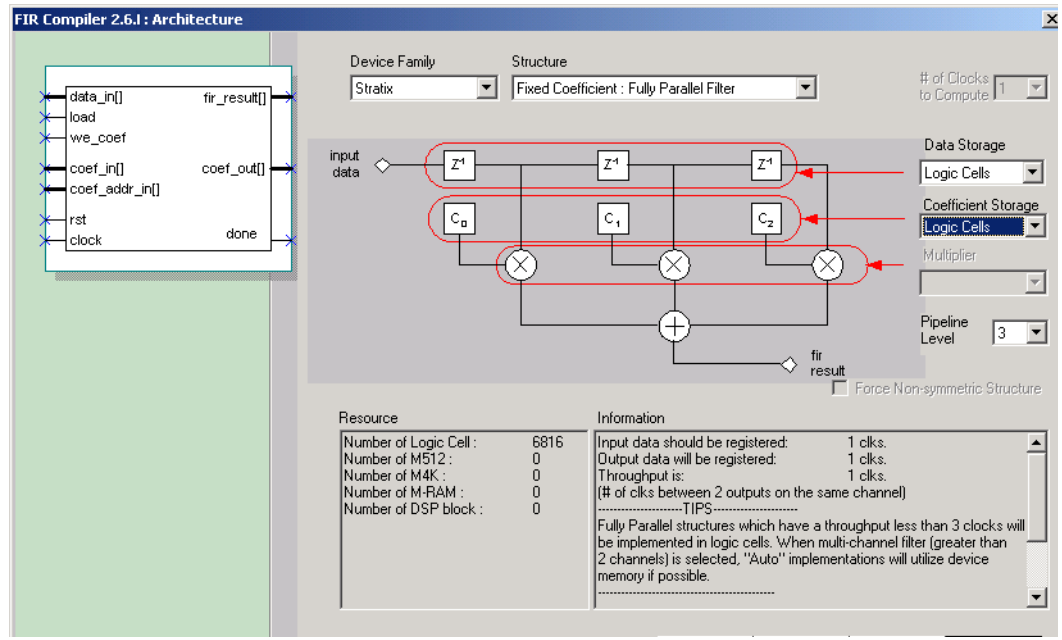 FIR Compiler 2.6.I : Architecture
data_in[] fir_result[]
load
we_coef
coef_in[] coef_out[]
coef_addr_in[]
rst
clock done
Device Family Structure
Stratix Fixed Coefficient : Fully Parallel Filter
# of Clocks
to Compute 1
input
data
Z-1 Z-1 Z-1
C0 C1 C2
fir
result
Data Storage
Logic Cells
Coefficient Storage
Logic Cells
Multiplier
Pipeline
Level 3
Force Non-symmetric Structure
Resource
Number of Logic Cell : 6816
Number of M512 : 0
Number of M4K : 0
Number of M-RAM : 0
Number of DSP block : 0
Information
Input data should be registered: 1 clks.
Output data will be registered: 1 clks.
Throughput is: 1 clks.
(# of clks between 2 outputs on the same channel)
---------------------TIPS---------------------
Fully Parallel structures which have a throughput less than 3 clocks will
be implemented in logic cells. When multi-channel filter (greater than
2 channels) is selected, "Auto" implementations will utilize device
memory if possible.
--------------------------------------------